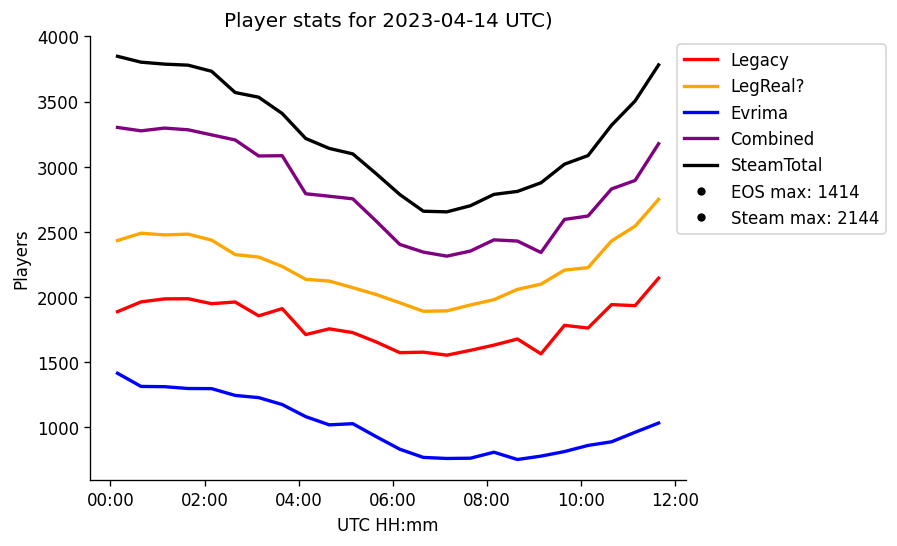 Player stats for 2023-04-14 UTC)
4000
3500
3000
2500
2000
1500
1000
Players
00:00 02:00 04:00 06:00 08:00 10:00 12:00
UTC HH:mm
Legacy
LegReal?
Evrima
Combined
SteamTotal
EOS max: 1414
Steam max: 2144